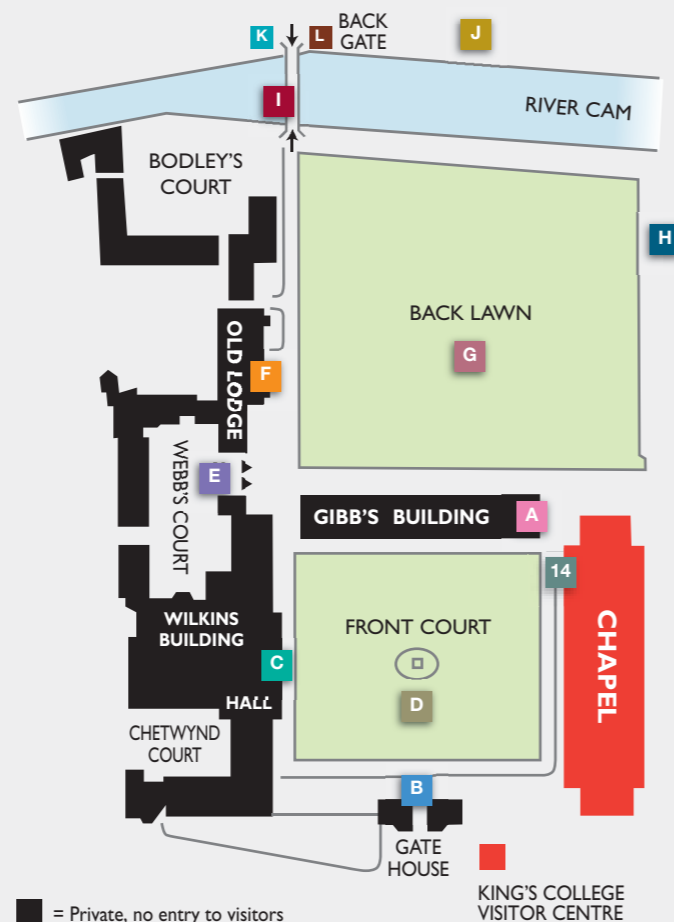 K
L
BACK
GATE
J
I
RIVER CAM
BODLEY'S
COURT
H
BACK LAWN
G
OLD LODGE
F
WEBB'S COURT
E
GIBB'S BUILDING
A
14
CHAPEL
WILKINS
BUILDING
FRONT COURT
C
D
HALL
CHETWYND
COURT
B
GATE
HOUSE
KING'S COLLEGE
VISITOR CENTRE
= Private, no entry to visitors